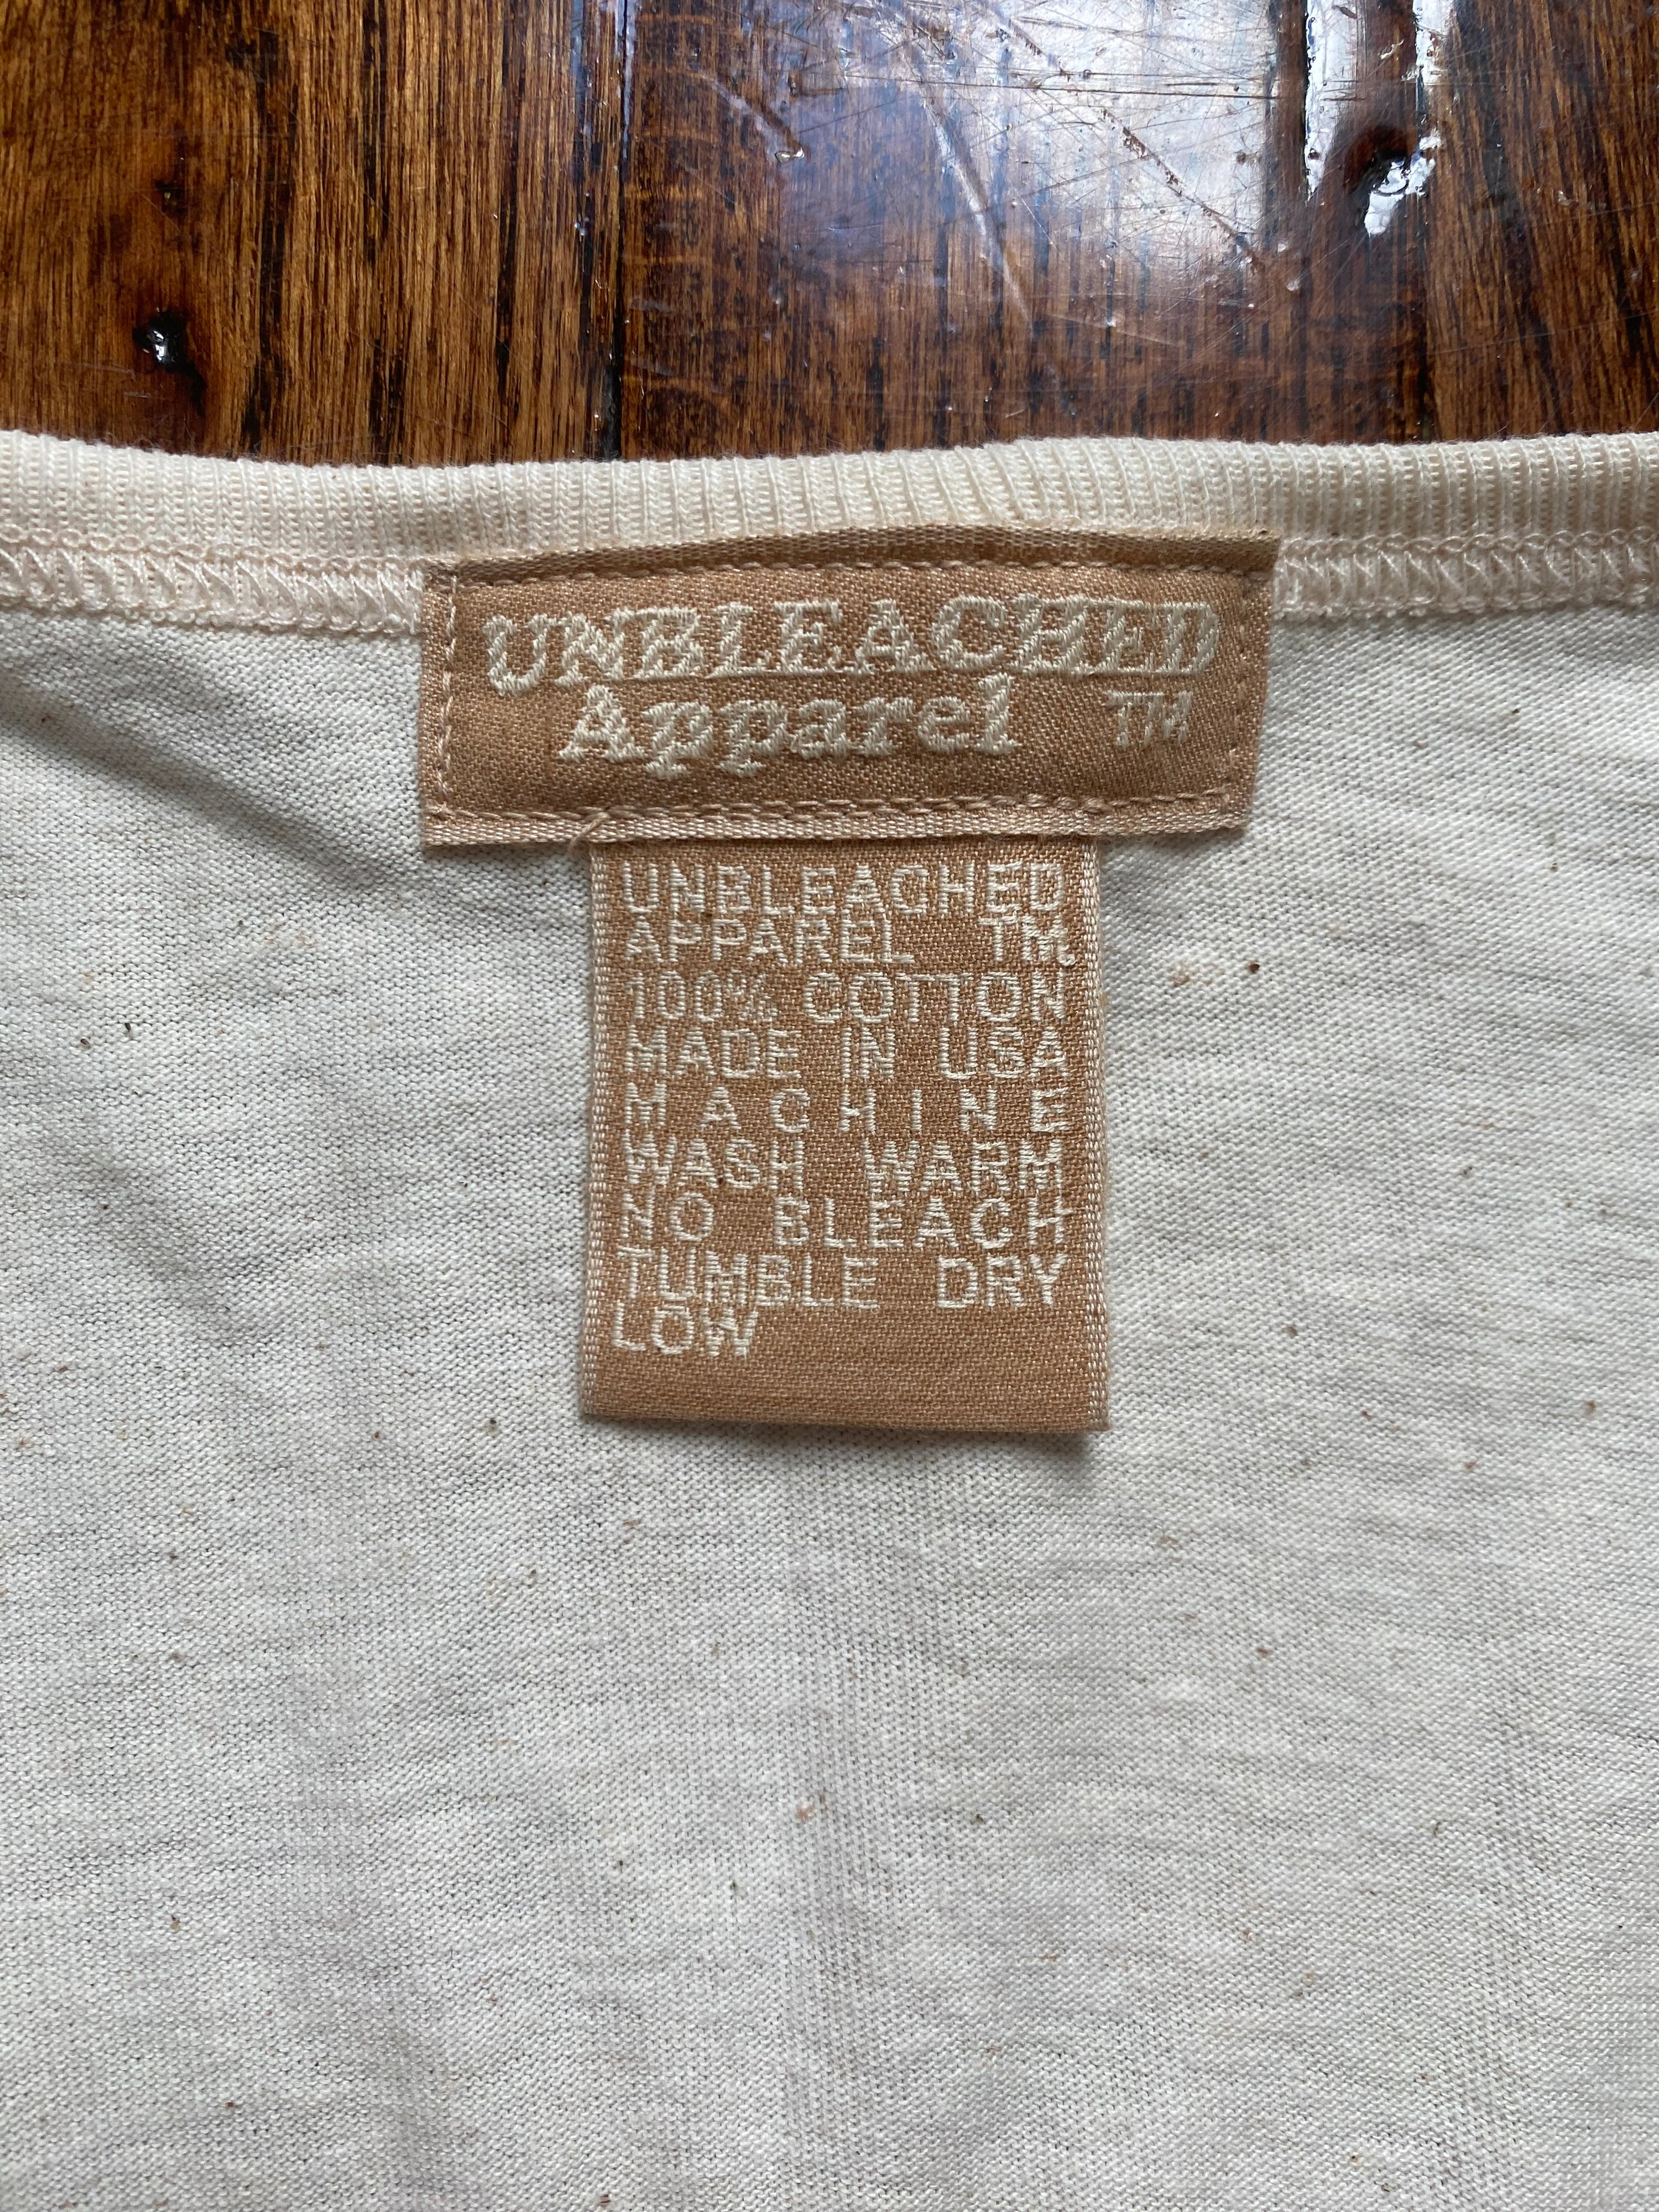 UNBLEACHED
Apparel TM
UNBLEACHED
APPAREL TM
100% COTTON
MADE IN USA
MACHINE
WASH WARM
NO BLEACH
TUMBLE DRY
LOW